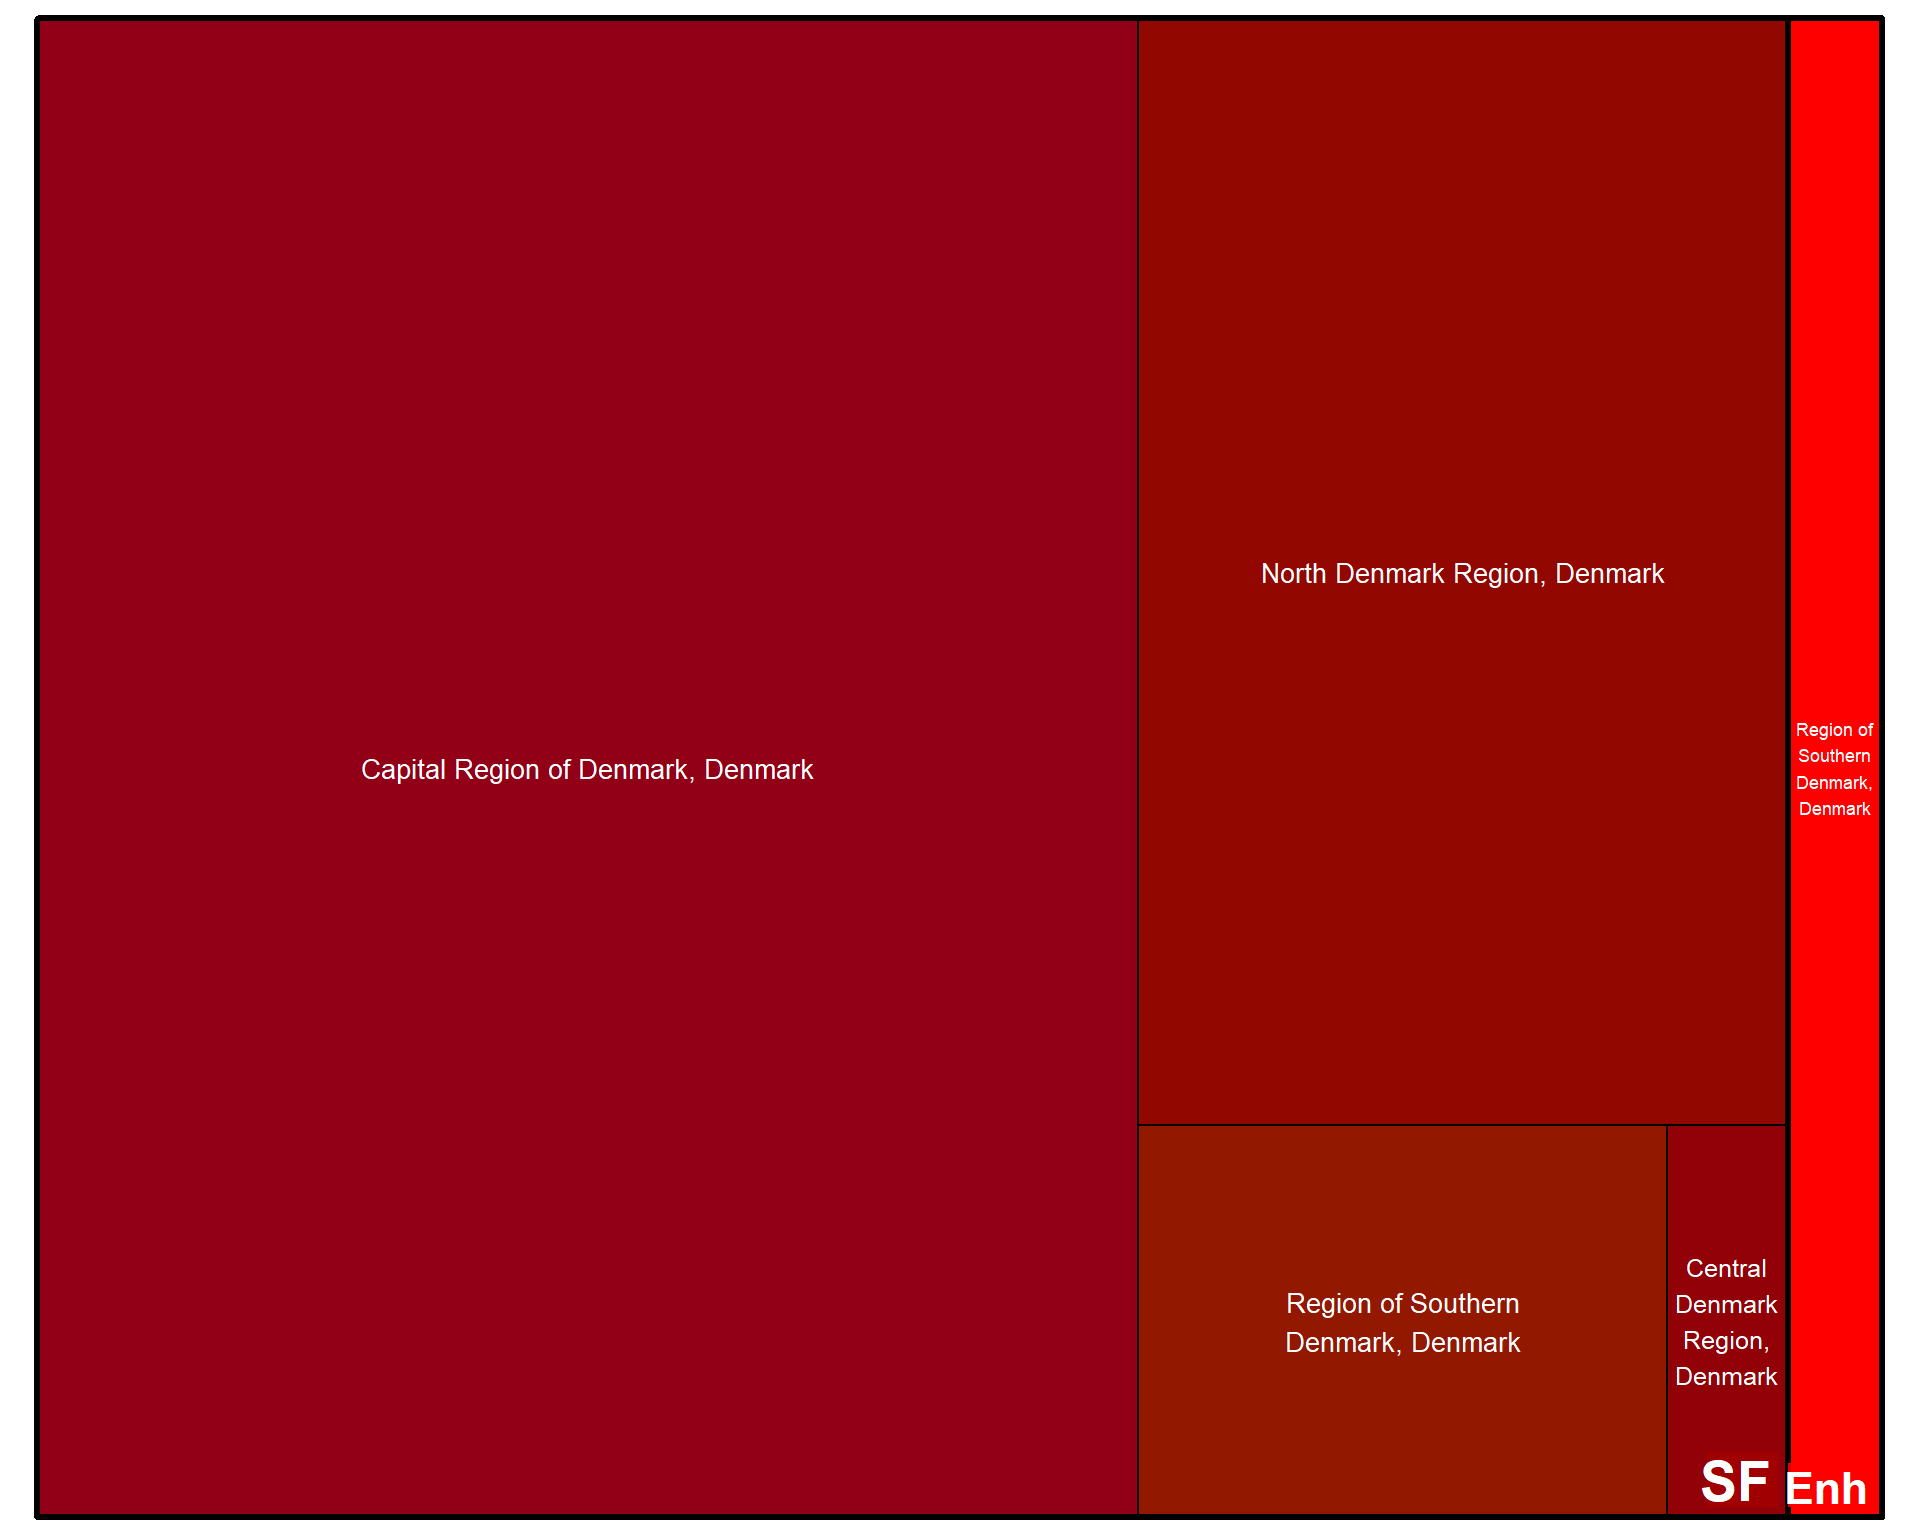 Capital Region of Denmark, Denmark
North Denmark Region, Denmark
Region of Southern
Denmark, Denmark
Central
Denmark
Region,
Denmark
SF
Region of
Southern
Denmark,
Denmark
Enh